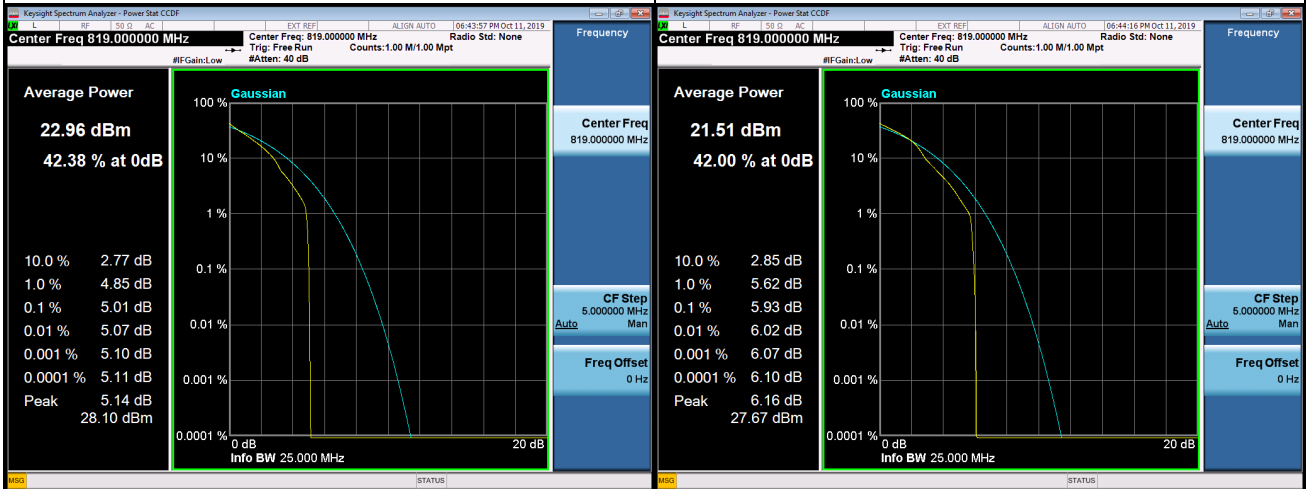 Keysight Spectrum Analyzer - Power Stat CCDF
L RF 50 Ω AC EXT REF ALIGN AUTO 06:43:57 PM Oct 11, 2019
Center Freq 819.000000 MHz
Center Freq: 819.000000 MHz Radio Std: None
Trig: Free Run Counts:1.00 M/1.00 Mpt
#IFGain:Low #Atten: 40 dB
Frequency
Average Power
22.96 dBm
42.38 % at 0dB
10.0 % 2.77 dB
1.0 % 4.85 dB
0.1 % 5.01 dB
0.01 % 5.07 dB
0.001 % 5.10 dB
0.0001 % 5.11 dB
Peak 5.14 dB
28.10 dBm
Gaussian
100 %
10 %
1 %
0.1 %
0.01 %
0.001 %
0.0001 %
0 dB 20 dB
Info BW 25.000 MHz
Center Freq
819.000000 MHz
CF Step
5.000000 MHz
Auto Man
Freq Offset
0 Hz
MSG STATUS
Keysight Spectrum Analyzer - Power Stat CCDF
L RF 50 Ω AC EXT REF ALIGN AUTO 06:44:16 PM Oct 11, 2019
Center Freq 819.000000 MHz
Center Freq: 819.000000 MHz Radio Std: None
Trig: Free Run Counts:1.00 M/1.00 Mpt
#IFGain:Low #Atten: 40 dB
Frequency
Average Power
21.51 dBm
42.00 % at 0dB
10.0 % 2.85 dB
1.0 % 5.62 dB
0.1 % 5.93 dB
0.01 % 6.02 dB
0.001 % 6.07 dB
0.0001 % 6.10 dB
Peak 6.16 dB
27.67 dBm
Gaussian
100 %
10 %
1 %
0.1 %
0.01 %
0.001 %
0.0001 %
0 dB 20 dB
Info BW 25.000 MHz
Center Freq
819.000000 MHz
CF Step
5.000000 MHz
Auto Man
Freq Offset
0 Hz
MSG STATUS